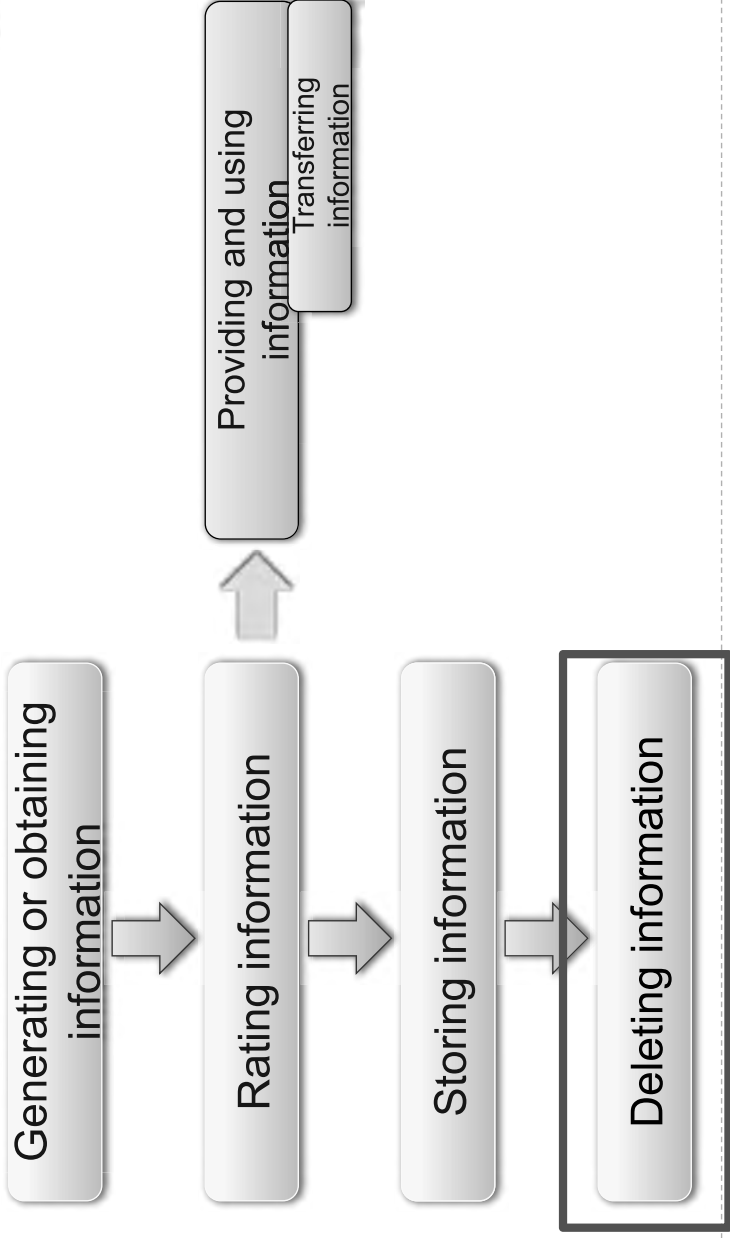 Generating or obtaining
information
Rating information
Storing information
Deleting information
Providing and using
information
Transferring
information